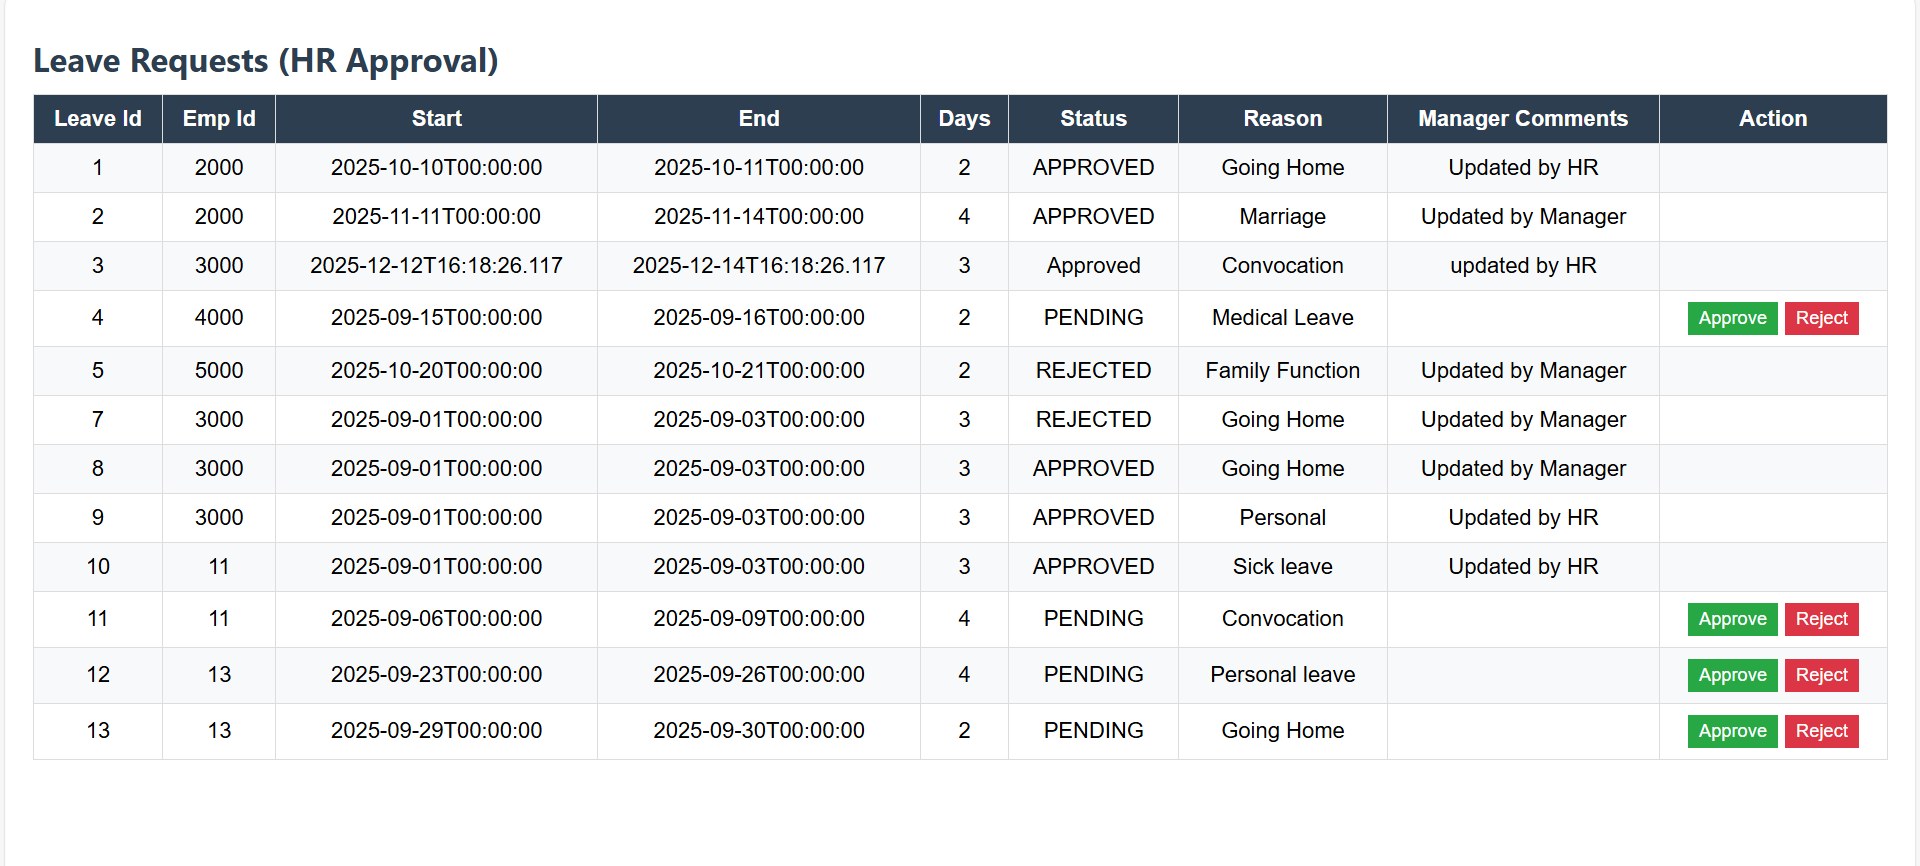 Leave Requests (HR Approval)
Leave Id Emp Id Start End Days Status Reason Manager Comments Action
1 2000 2025-10-10T00:00:00 2025-10-11T00:00:00 2 APPROVED Going Home Updated by HR
2 2000 2025-11-11T00:00:00 2025-11-14T00:00:00 4 APPROVED Marriage Updated by Manager
3 3000 2025-12-12T16:18:26.117 2025-12-14T16:18:26.117 3 Approved Convocation updated by HR
4 4000 2025-09-15T00:00:00 2025-09-16T00:00:00 2 PENDING Medical Leave Approve Reject
5 5000 2025-10-20T00:00:00 2025-10-21T00:00:00 2 REJECTED Family Function Updated by Manager
7 3000 2025-09-01T00:00:00 2025-09-03T00:00:00 3 REJECTED Going Home Updated by Manager
8 3000 2025-09-01T00:00:00 2025-09-03T00:00:00 3 APPROVED Going Home Updated by Manager
9 3000 2025-09-01T00:00:00 2025-09-03T00:00:00 3 APPROVED Personal Updated by HR
10 11 2025-09-01T00:00:00 2025-09-03T00:00:00 3 APPROVED Sick leave Updated by HR
11 11 2025-09-06T00:00:00 2025-09-09T00:00:00 4 PENDING Convocation Approve Reject
12 13 2025-09-23T00:00:00 2025-09-26T00:00:00 4 PENDING Personal leave Approve Reject
13 13 2025-09-29T00:00:00 2025-09-30T00:00:00 2 PENDING Going Home Approve Reject